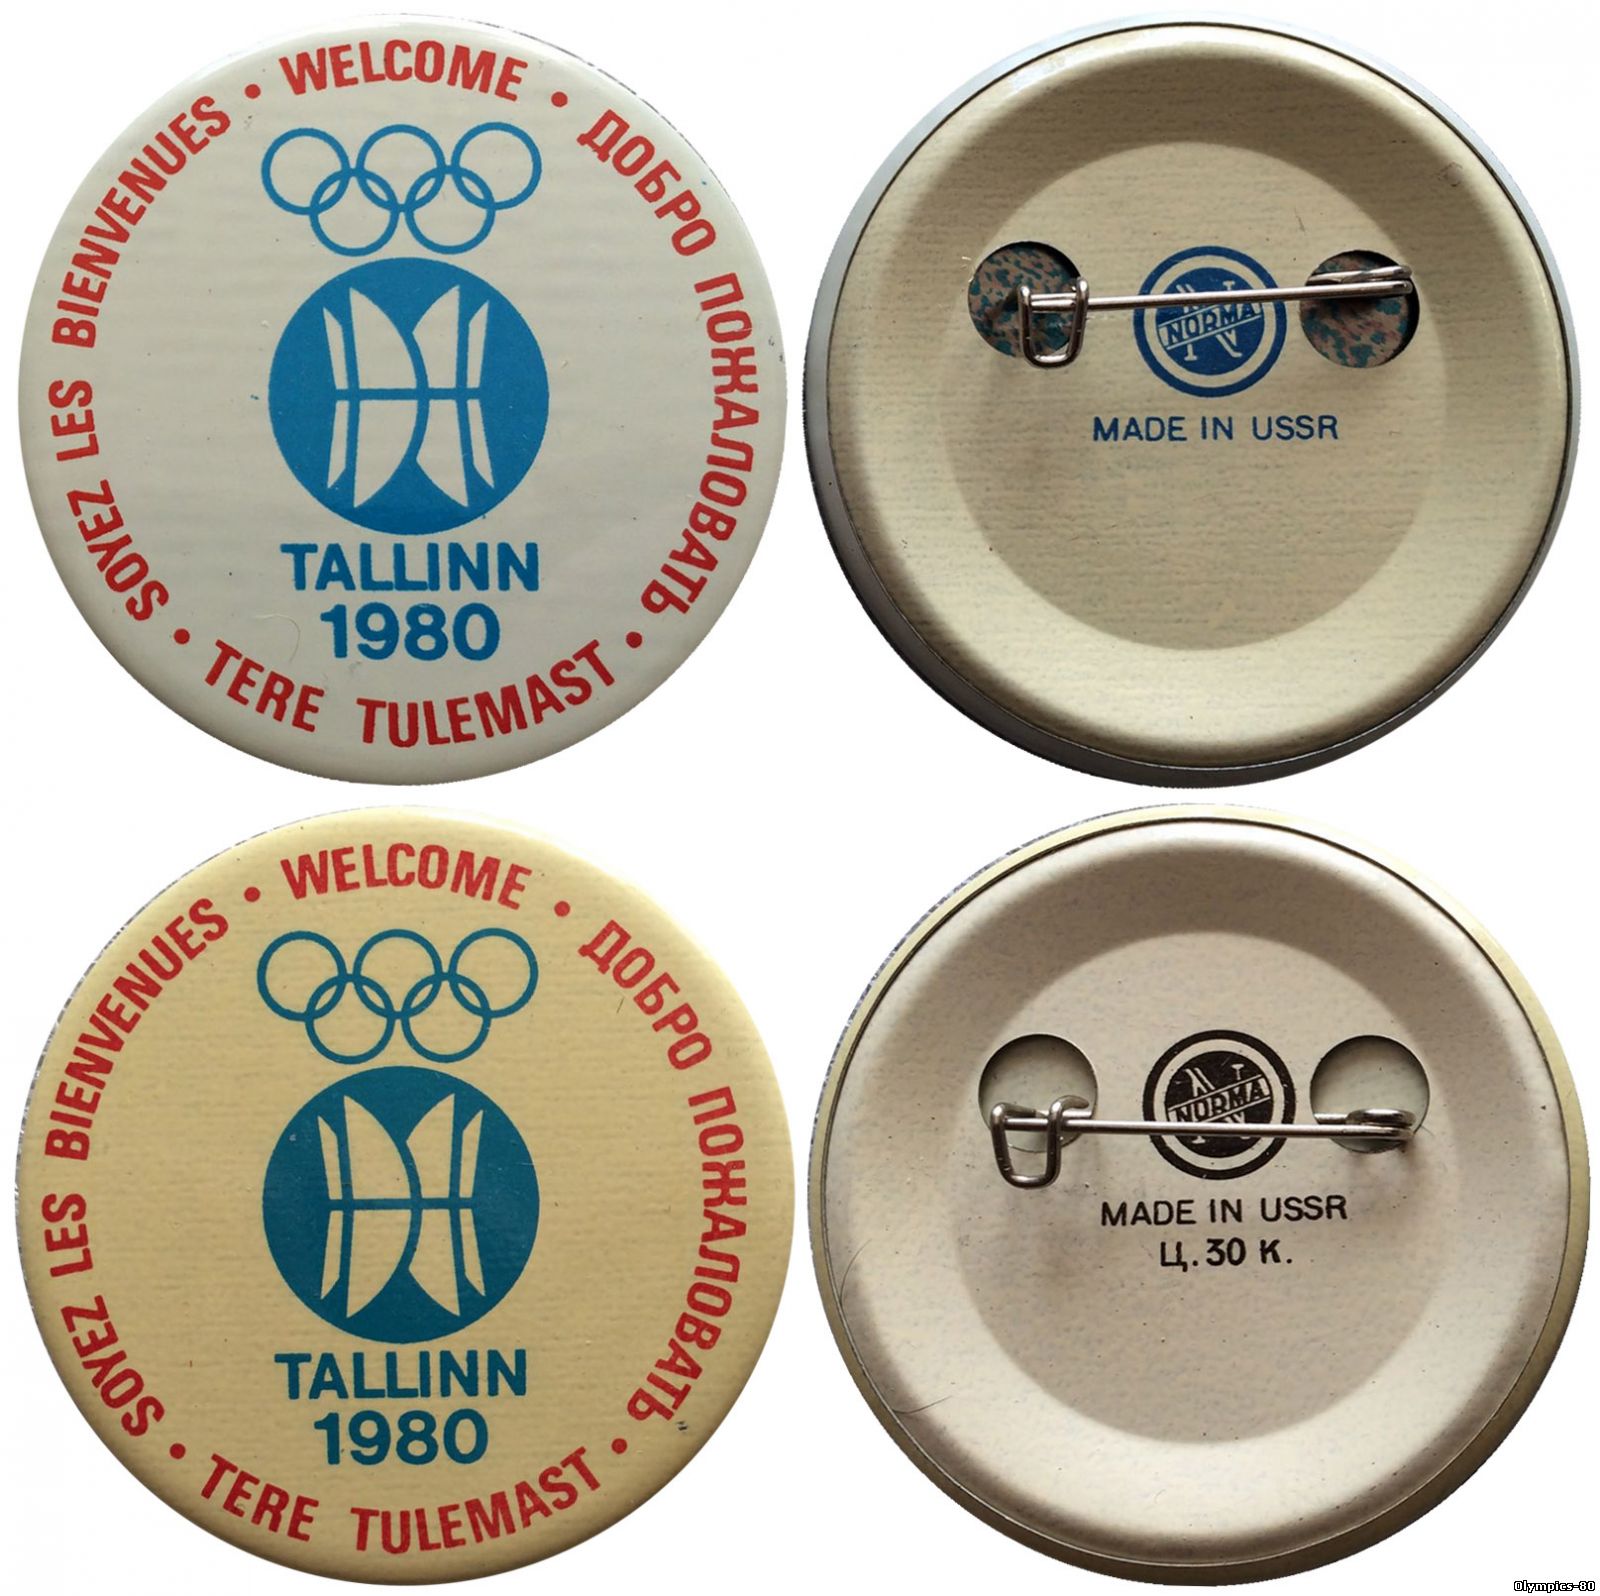 WELCOME • ДОБРО ПОЖАЛОВАТЬ • TERE TULEMAST • SOYEZ LES BIENVENUES •
TALLINN
1980
N
NORMA
MADE IN USSR
WELCOME • ДОБРО ПОЖАЛОВАТЬ • TERE TULEMAST • SOYEZ LES BIENVENUES •
TALLINN
1980
N
NORMA
MADE IN USSR
Ц. 30 К.
Olympics-80